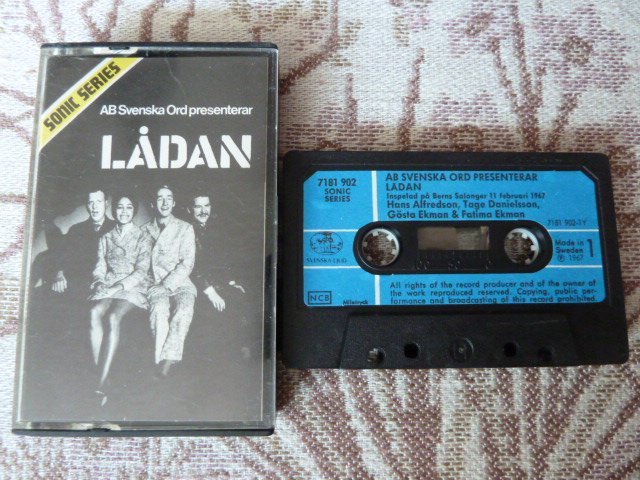 SONIC SERIES
AB Svenska Ord presenterar
LÅDAN
7181 902
SONIC
SERIES
AB SVENSKA ORD PRESENTERAR
LÅDAN
Inspelad på Berns Salonger 11 februari 1967
Hans Alfredson, Tage Danielsson,
Gösta Ekman & Fatima Ekman
7181 902-1Y
SVENSKA LJUD
Made in
Sweden
℗ 1967
1
NCB
Miletryck
All rights of the record producer and of the owner of
the work reproduced reserved. Copying, public per-
formance and broadcasting of this record prohibited.